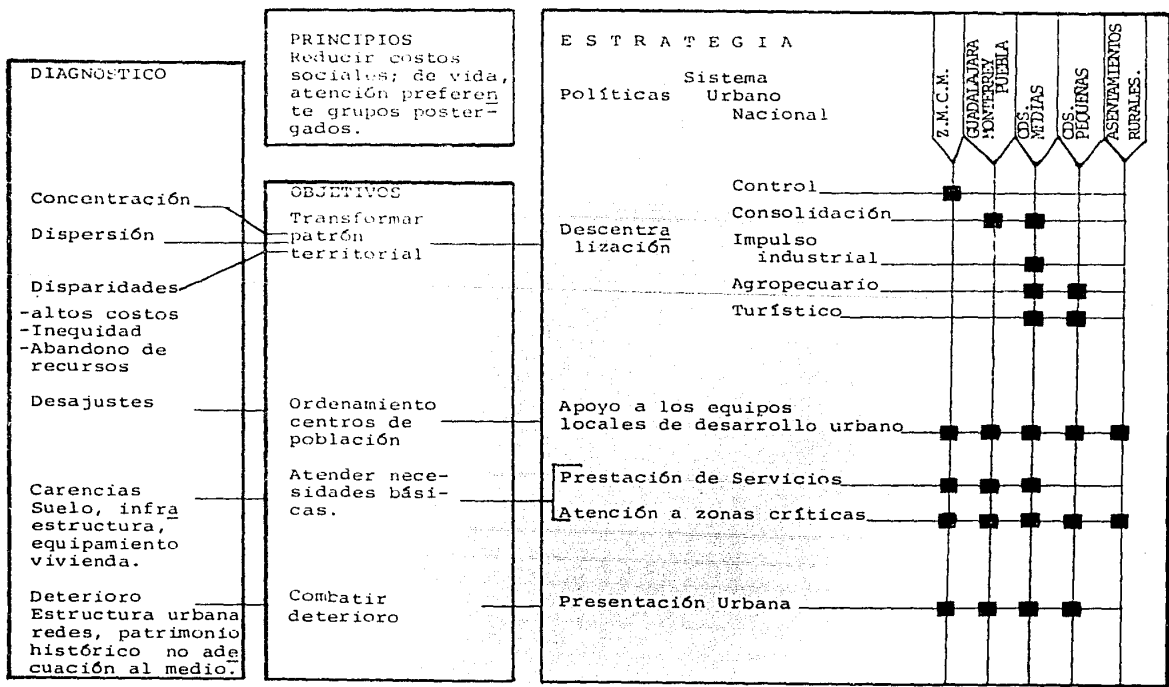 DIAGNOSTICO
Concentración
Dispersión
Disparidades
-altos costos
-Inequidad
-Abandono de
recursos
Desajustes
Carencias
Suelo, infra
estructura,
equipamiento
vivienda.
Deterioro
Estructura urbana
redes, patrimonio
histórico no ade
cuación al medio.
PRINCIPIOS
Reducir costos
sociales; de vida,
atención preferen
te grupos poster-
gados.
OBJETIVOS
Transformar
patrón
territorial
Ordenamiento
centros de
población
Atender nece-
sidades bási-
cas.
Combatir
deterioro
E S T R A T E G I A
Sistema
Políticas Urbano
Nacional
Z.M.C.M.
GUADALAJARA
MONTERREY
PUEBLA
CDS.
MEDIAS
CDS.
PEQUEÑAS
ASENTAMIENTOS
RURALES.
Descentra
lización
Control
Consolidación
Impulso
industrial
Agropecuario
Turístico
Apoyo a los equipos
locales de desarrollo urbano
Prestación de Servicios
Atención a zonas críticas
Presentación Urbana